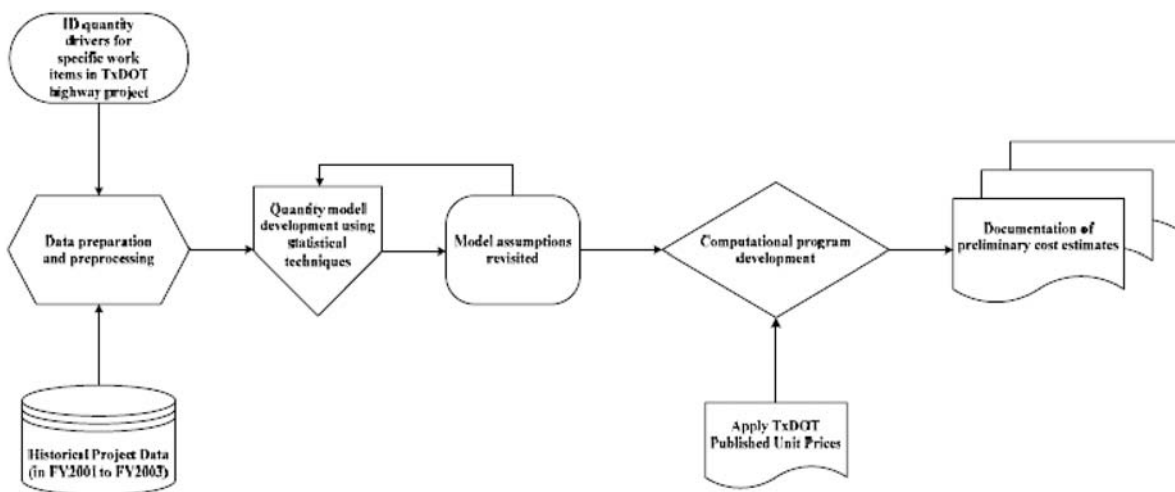 ID quantity
drivers for
specific work
items in TxDOT
highway project
Data preparation
and preprocessing
Historical Project Data
(in FY2001 to FY2003)
Quantity model
development using
statistical
techniques
Model assumptions
revisited
Computational program
development
Apply TxDOT
Published Unit Prices
Documentation of
preliminary cost estimates